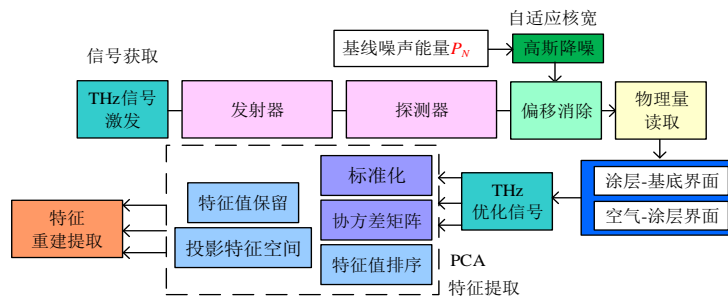 自适应核宽
基线噪声能量P_N
高斯降噪
信号获取
THz信号
激发
发射器
探测器
偏移消除
物理量
读取
涂层-基底界面
空气-涂层界面
THz
优化信号
标准化
协方差矩阵
特征值排序
特征值保留
投影特征空间
PCA
特征提取
特征
重建提取